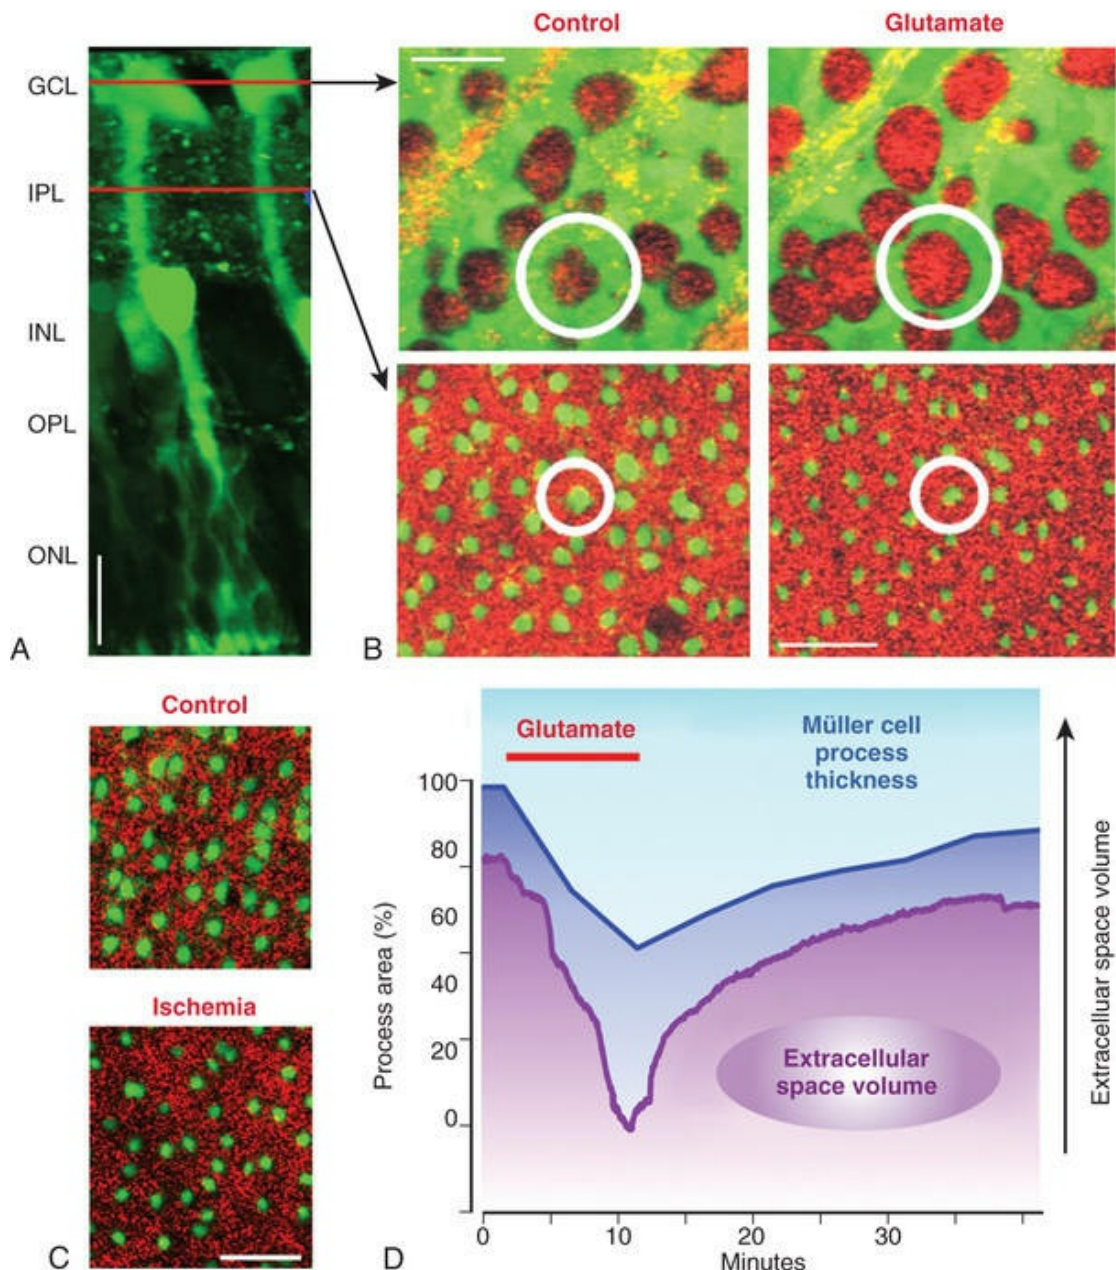 Control
Glutamate
GCL
IPL
INL
OPL
ONL
A
B
Control
Ischemia
C
Glutamate
Müller cell
process
thickness
100
80
60
40
20
0
Process area (%)
Extracellular
space volume
Extracelluar space volume
0
10
20
30
Minutes
D